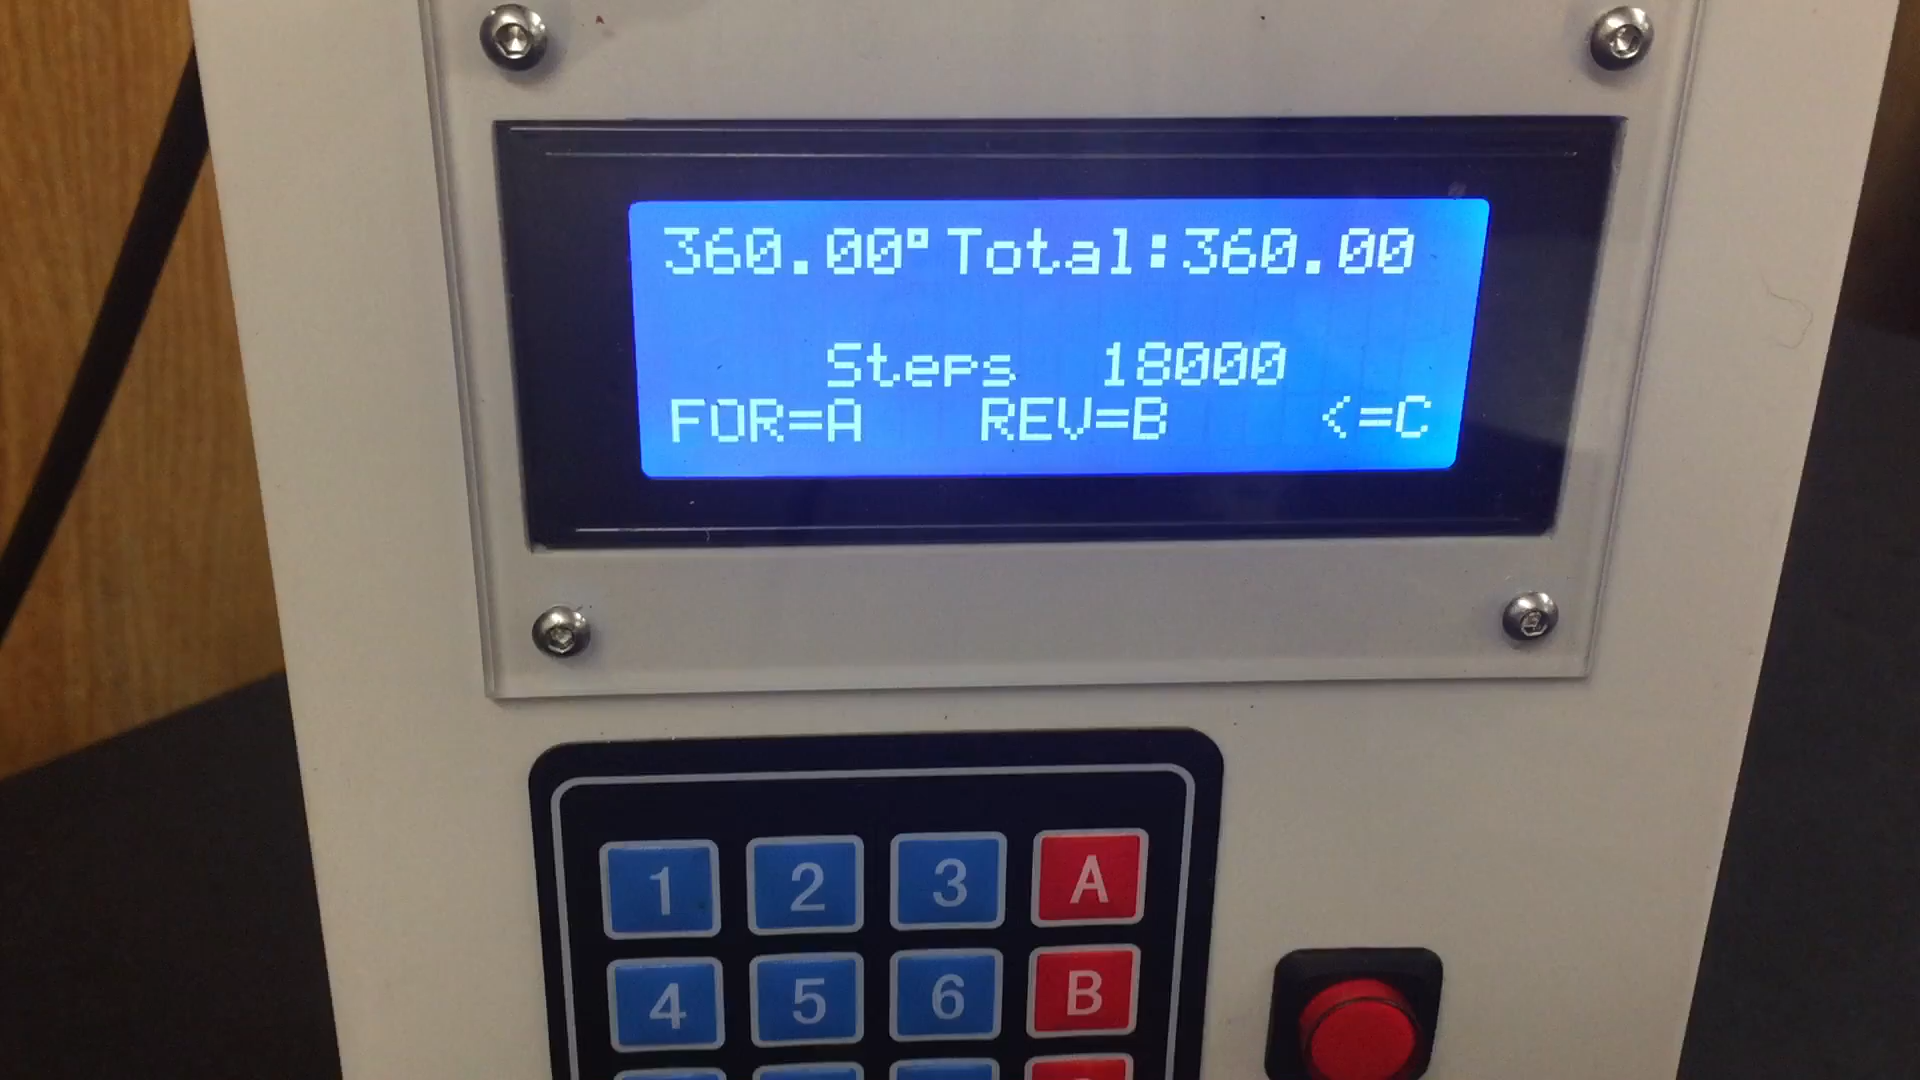 360.00°Total:360.00
Steps 18000
FOR=A REV=B <=C
1 2 3 A
4 5 6 B